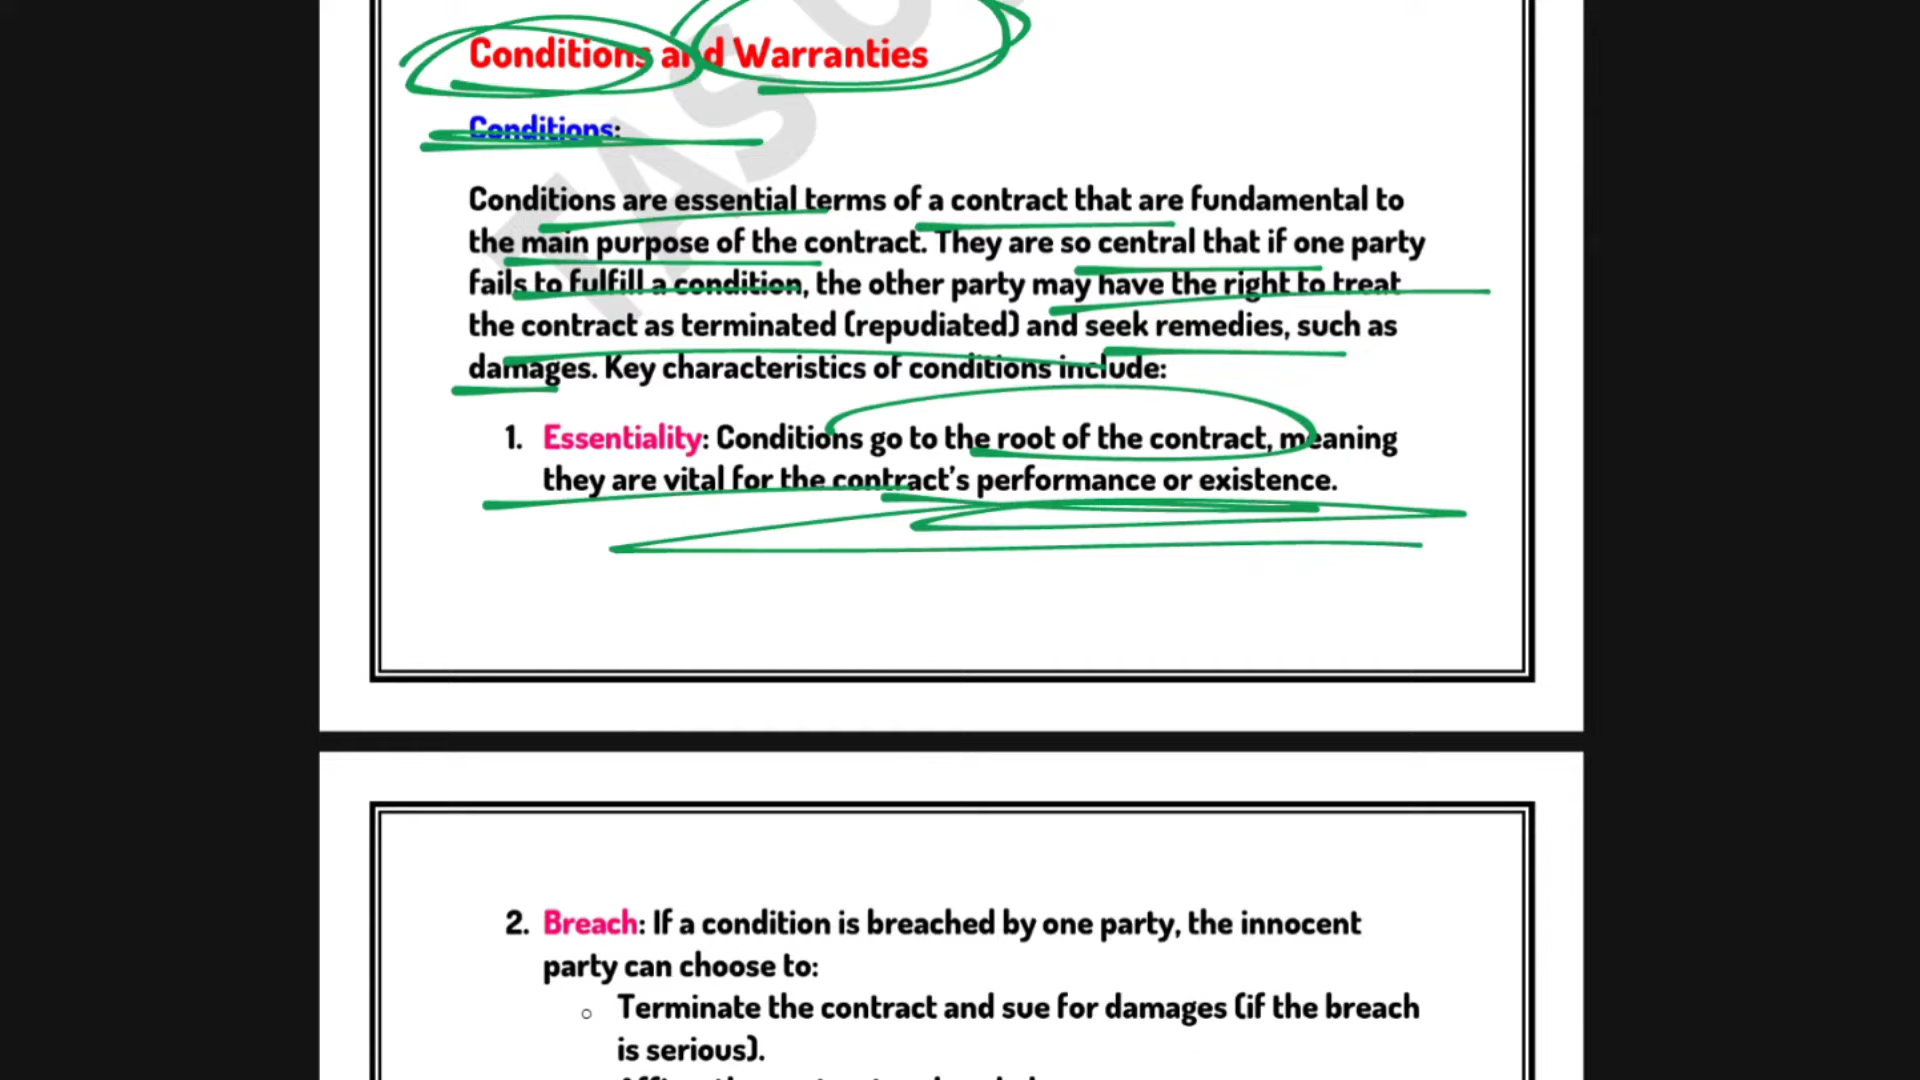 Conditions and Warranties
Conditions:
Conditions are essential terms of a contract that are fundamental to
the main purpose of the contract. They are so central that if one party
fails to fulfill a condition, the other party may have the right to treat
the contract as terminated (repudiated) and seek remedies, such as
damages. Key characteristics of conditions include:
1. Essentiality: Conditions go to the root of the contract, meaning
they are vital for the contract's performance or existence.
2. Breach: If a condition is breached by one party, the innocent
party can choose to:
○ Terminate the contract and sue for damages (if the breach
is serious).